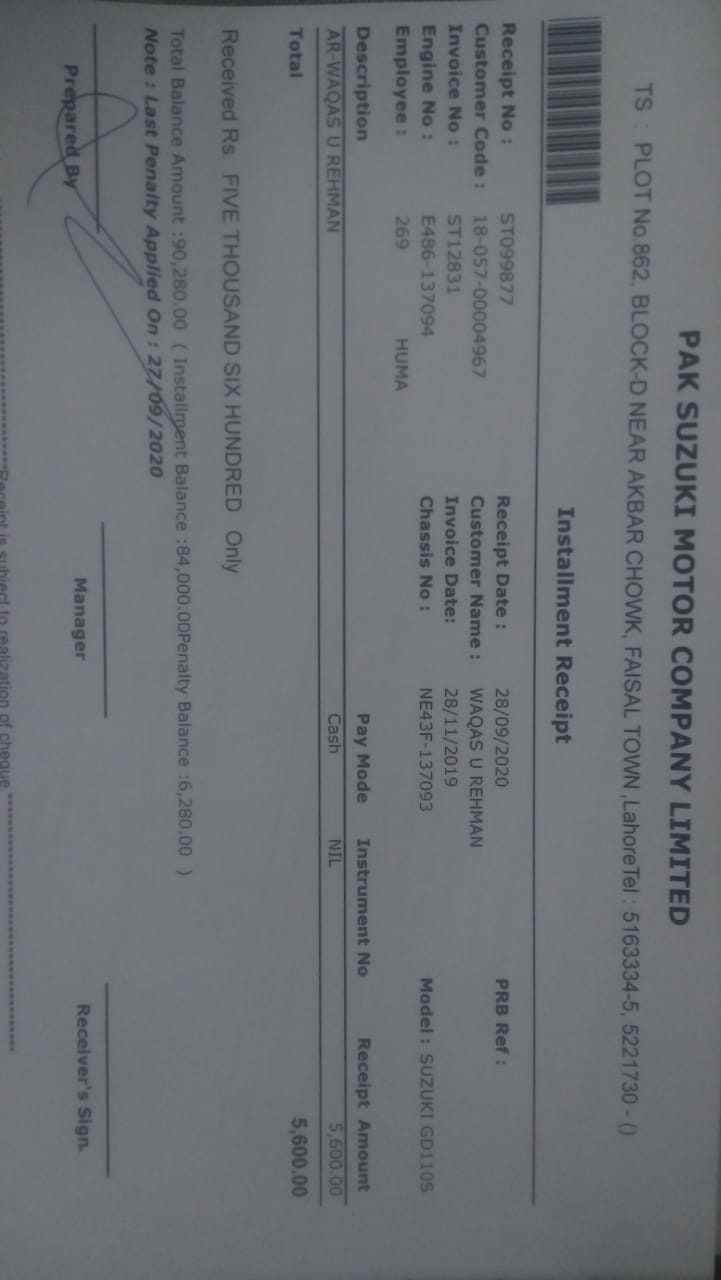 PAK SUZUKI MOTOR COMPANY LIMITED
TS : PLOT No.862, BLOCK-D NEAR AKBAR CHOWK, FAISAL TOWN ,LahoreTel : 5163334-5, 5221730 - ()
Installment Receipt
Receipt No : ST099877 Receipt Date : 28/09/2020 PRB Ref :
Customer Code : 18-057-00004967 Customer Name : WAQAS U REHMAN
Invoice No : ST12831 Invoice Date: 28/11/2019
Engine No : E486-137094 Chassis No : NE43F-137093 Model : SUZUKI GD110S
Employee : 269 HUMA
Description Pay Mode Instrument No Receipt Amount
AR-WAQAS U REHMAN Cash NIL 5,600.00
Total 5,600.00
Received Rs. FIVE THOUSAND SIX HUNDRED Only
Total Balance Amount :90,280.00 ( Installment Balance :84,000.00Penalty Balance :6,280.00 )
Note : Last Penalty Applied On : 27/09/2020
Prepared By Manager Receiver's Sign.
Receipt is subject to realization of cheque